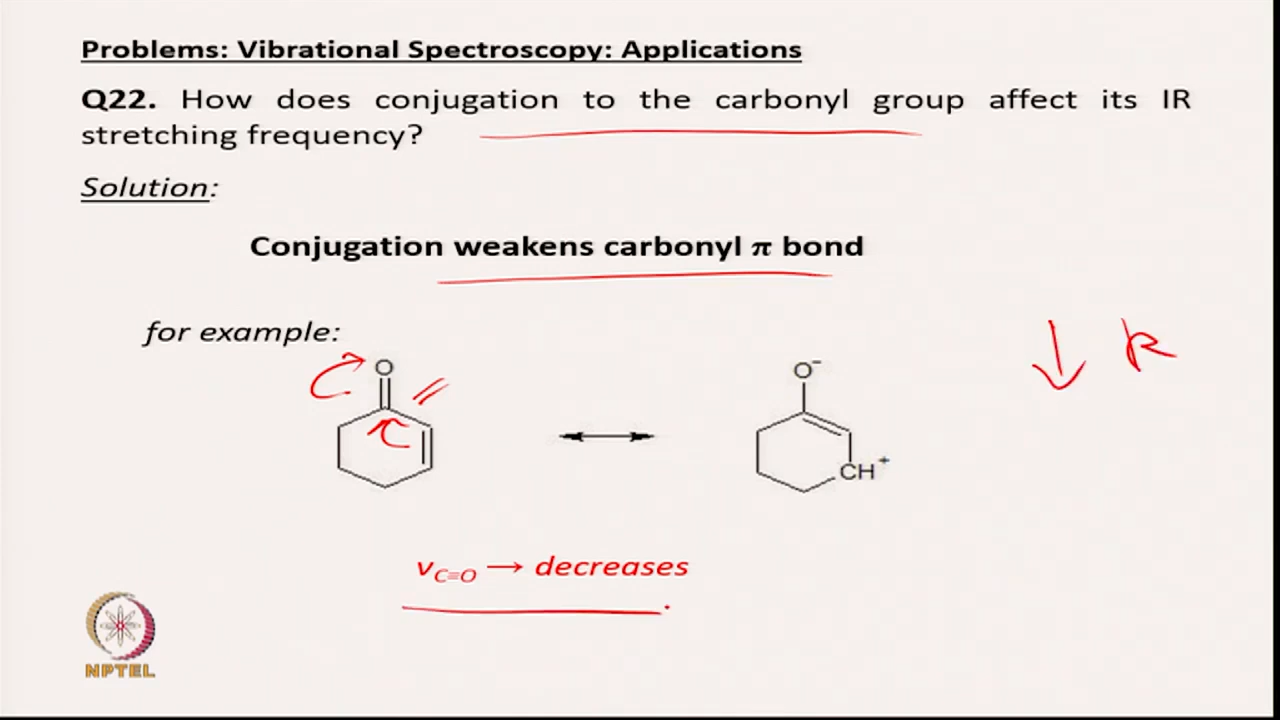 Problems: Vibrational Spectroscopy: Applications
Q22. How does conjugation to the carbonyl group affect its IR
stretching frequency?
Solution:
Conjugation weakens carbonyl π bond
for example:
↓ k
O
O⁻
CH⁺
ν_C=O → decreases
NPTEL